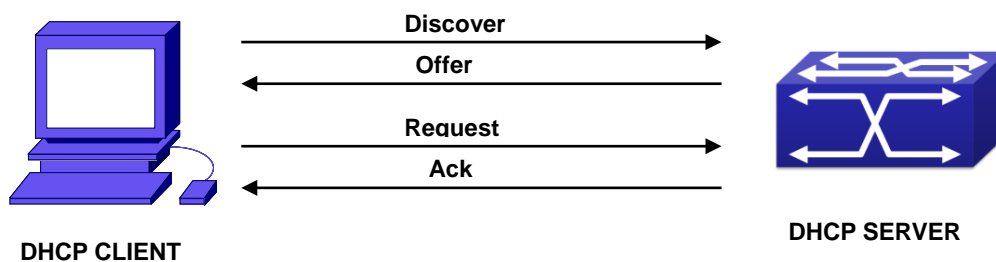 Discover
Offer
Request
Ack
DHCP CLIENT
DHCP SERVER